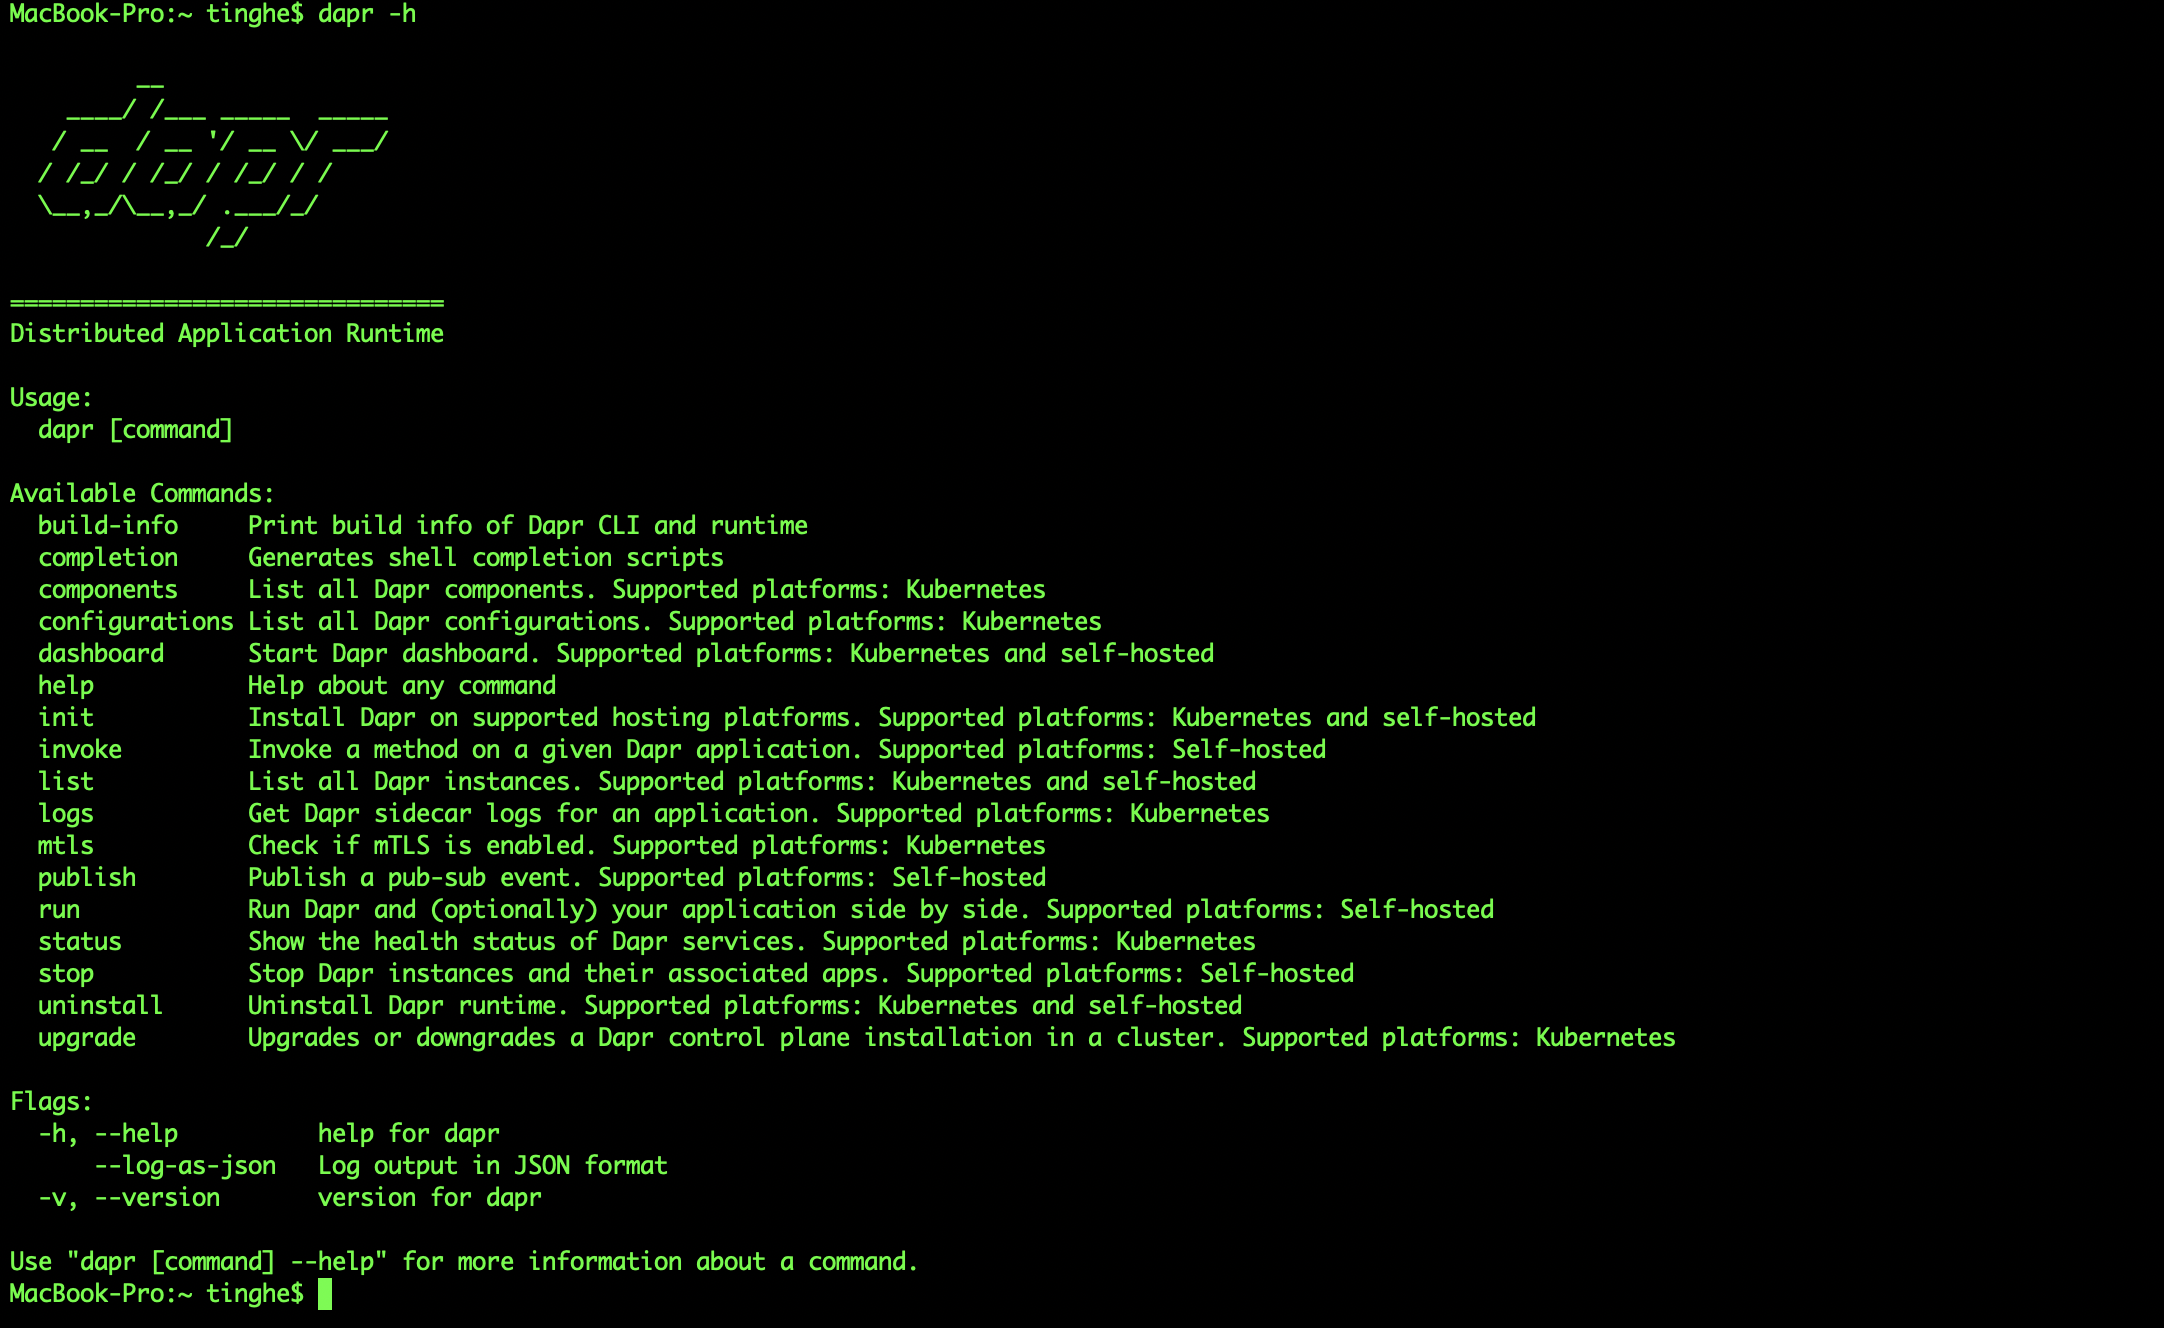 MacBook-Pro:~ tinghe$ dapr -h
         __
    ____/ /___ _____  _____
   / __  / __ '/ __ \/ ___/
  / /_/ / /_/ / /_/ / /
  \__,_/\__,_/ .___/_/
              /_/
===============================
Distributed Application Runtime
Usage:
  dapr [command]
Available Commands:
  build-info     Print build info of Dapr CLI and runtime
  completion     Generates shell completion scripts
  components     List all Dapr components. Supported platforms: Kubernetes
  configurations List all Dapr configurations. Supported platforms: Kubernetes
  dashboard      Start Dapr dashboard. Supported platforms: Kubernetes and self-hosted
  help           Help about any command
  init           Install Dapr on supported hosting platforms. Supported platforms: Kubernetes and self-hosted
  invoke         Invoke a method on a given Dapr application. Supported platforms: Self-hosted
  list           List all Dapr instances. Supported platforms: Kubernetes and self-hosted
  logs           Get Dapr sidecar logs for an application. Supported platforms: Kubernetes
  mtls           Check if mTLS is enabled. Supported platforms: Kubernetes
  publish        Publish a pub-sub event. Supported platforms: Self-hosted
  run            Run Dapr and (optionally) your application side by side. Supported platforms: Self-hosted
  status         Show the health status of Dapr services. Supported platforms: Kubernetes
  stop           Stop Dapr instances and their associated apps. Supported platforms: Self-hosted
  uninstall      Uninstall Dapr runtime. Supported platforms: Kubernetes and self-hosted
  upgrade        Upgrades or downgrades a Dapr control plane installation in a cluster. Supported platforms: Kubernetes
Flags:
  -h, --help          help for dapr
      --log-as-json   Log output in JSON format
  -v, --version       version for dapr
Use "dapr [command] --help" for more information about a command.
MacBook-Pro:~ tinghe$